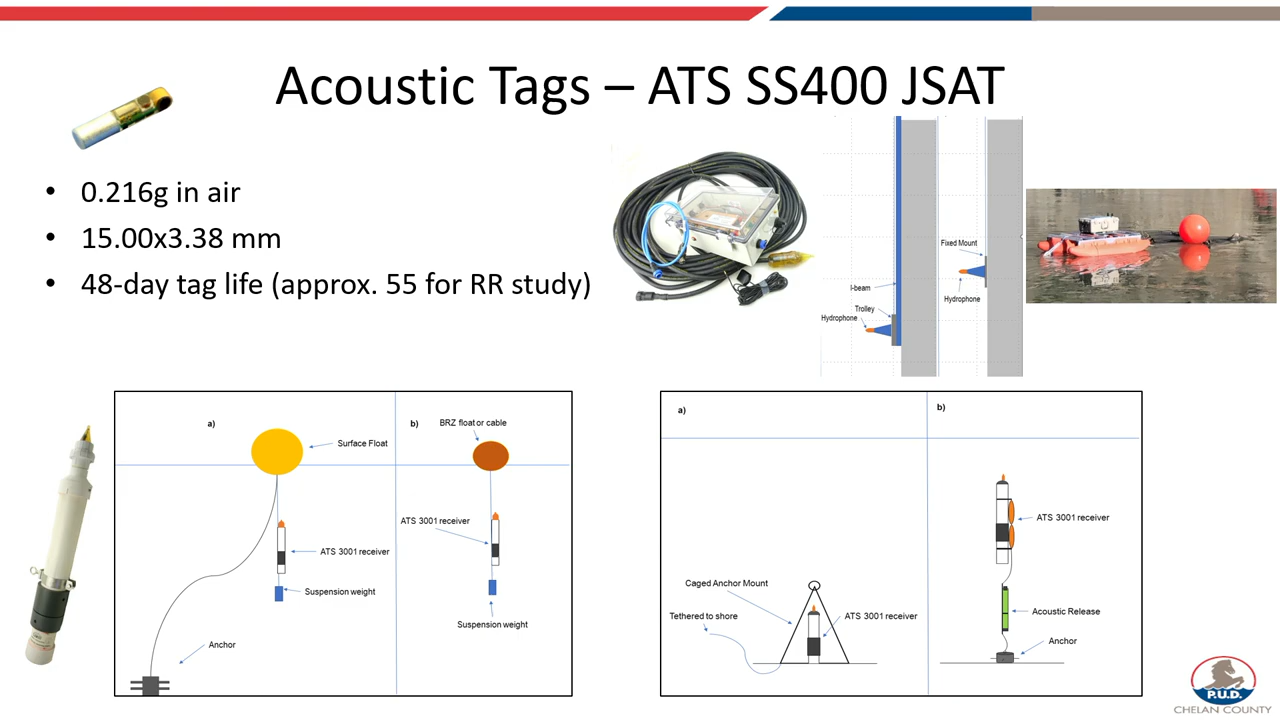 Acoustic Tags – ATS SS400 JSAT
• 0.216g in air
• 15.00x3.38 mm
• 48-day tag life (approx. 55 for RR study)
Fixed Mount
I-beam
Hydrophone
Trolley
Hydrophone
a)
Surface Float
ATS 3001 receiver
Suspension weight
Anchor
b)
BRZ float or cable
ATS 3001 receiver
Suspension weight
a)
Caged Anchor Mount
Tethered to shore
ATS 3001 receiver
b)
ATS 3001 receiver
Acoustic Release
Anchor
P.U.D.
CHELAN COUNTY